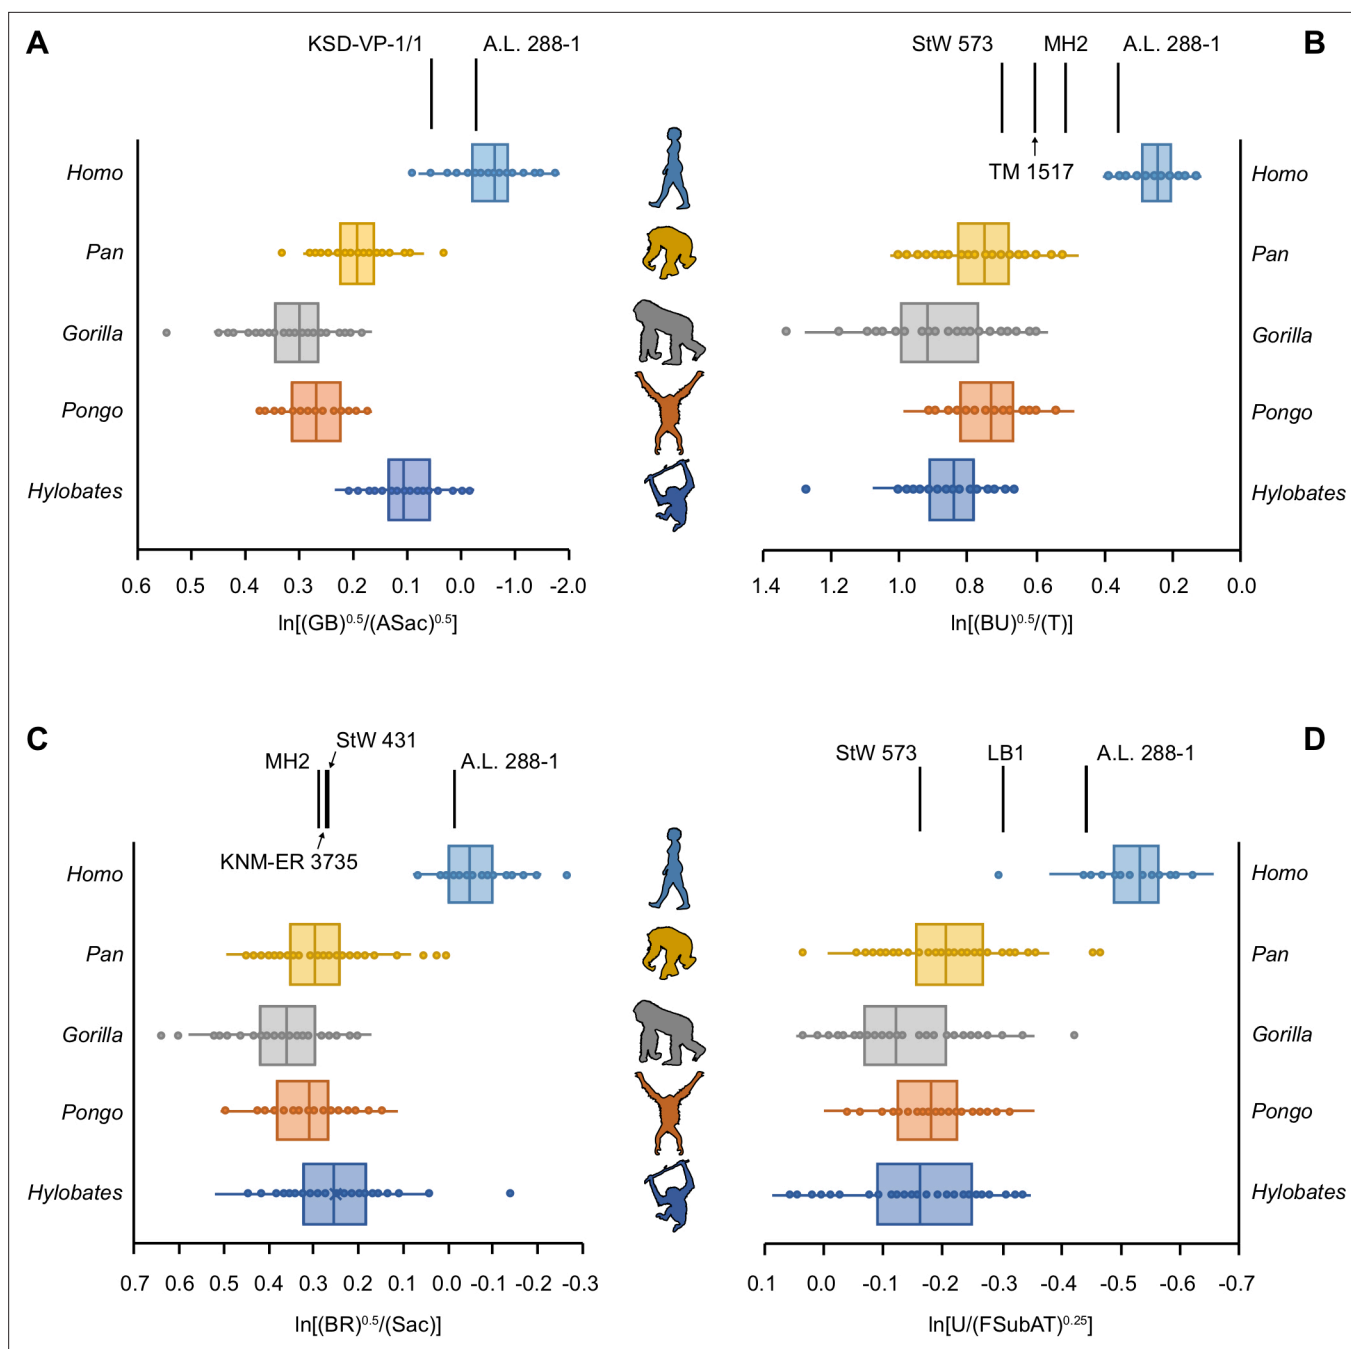 A
KSD-VP-1/1
A.L. 288-1
Homo
Pan
Gorilla
Pongo
Hylobates
0.6 0.5 0.3 0.2 0.1 0.0 -1.0 -2.0
ln[(GB)^0.5/(ASac)^0.5]
B
StW 573
MH2
A.L. 288-1
TM 1517
Homo
Pan
Gorilla
Pongo
Hylobates
1.4 1.2 1.0 0.8 0.6 0.4 0.2 0.0
ln[(BU)^0.5/(T)]
C
StW 431
MH2
A.L. 288-1
KNM-ER 3735
Homo
Pan
Gorilla
Pongo
Hylobates
0.7 0.6 0.4 0.3 0.2 0.1 0.0 -0.1 -0.2 -0.3
ln[(BR)^0.5/(Sac)]
D
StW 573
LB1
A.L. 288-1
Homo
Pan
Gorilla
Pongo
Hylobates
0.1 0.0 -0.1 -0.2 -0.4 -0.5 -0.6 -0.7
ln[U/(FSubAT)^0.25]